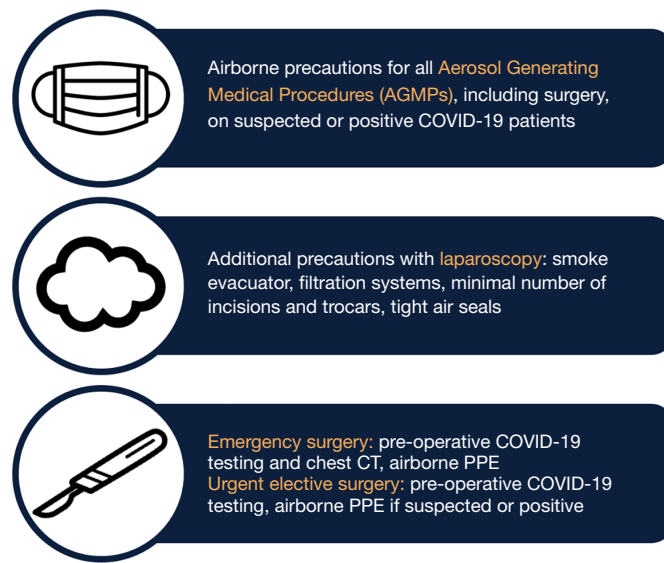 Airborne precautions for all Aerosol Generating
Medical Procedures (AGMPs), including surgery,
on suspected or positive COVID-19 patients
Additional precautions with laparoscopy: smoke
evacuator, filtration systems, minimal number of
incisions and trocars, tight air seals
Emergency surgery: pre-operative COVID-19
testing and chest CT, airborne PPE
Urgent elective surgery: pre-operative COVID-19
testing, airborne PPE if suspected or positive